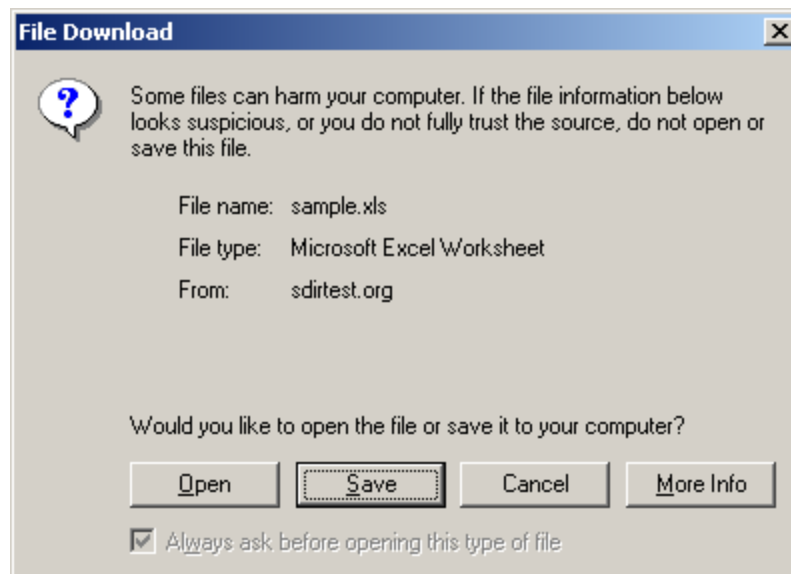 File Download
Some files can harm your computer. If the file information below
looks suspicious, or you do not fully trust the source, do not open or
save this file.
File name: sample.xls
File type: Microsoft Excel Worksheet
From: sdirtest.org
Would you like to open the file or save it to your computer?
Open Save Cancel More Info
Always ask before opening this type of file